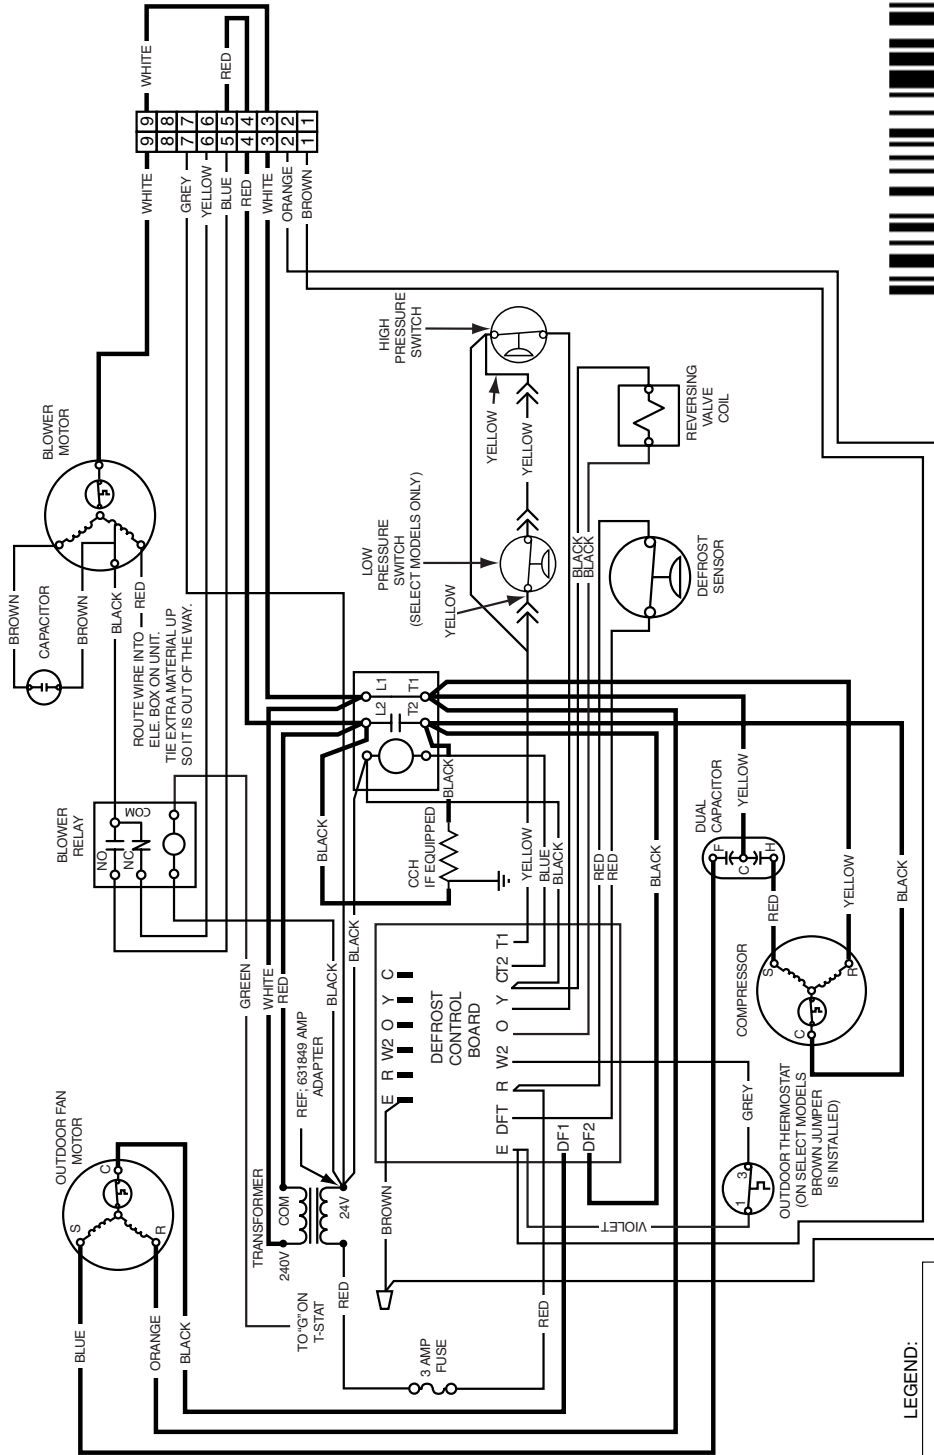 WHITE
RED
9 8 7 6 5 4 3 2 1
9 8 7 6 5 4 3 2 1
WHITE
GREY
YELLOW
BLUE
RED
WHITE
ORANGE
BROWN
BLOWER
MOTOR
BROWN
CAPACITOR
BROWN
BLACK
RED
ROUTE WIRE INTO
ELE. BOX ON UNIT.
TIE EXTRA MATERIAL UP
SO IT IS OUT OF THE WAY.
HIGH
PRESSURE
SWITCH
YELLOW
YELLOW
LOW
PRESSURE
SWITCH
(SELECT MODELS ONLY)
YELLOW
REVERSING
VALVE
COIL
BLACK
BLACK
DEFROST
SENSOR
BLOWER
RELAY
NO
NC
COM
L1
L2
T1
T2
BLACK
BLACK
CCH
IF EQUIPPED
YELLOW
BLUE
BLACK
RED
RED
BLACK
DUAL
CAPACITOR
F
C
H
YELLOW
RED
YELLOW
BLACK
COMPRESSOR
S
R
C
GREEN
WHITE
RED
BLACK
BLACK
REF; 631849 AMP
ADAPTER
DEFROST
CONTROL
BOARD
E R W2 O Y C
E DFT R W2 O Y C T2 T1
DF1
DF2
OUTDOOR FAN
MOTOR
S
C
R
BLUE
ORANGE
BLACK
TRANSFORMER
240V
COM
24V
TO "G" ON
T-STAT
RED
BROWN
3 AMP
FUSE
RED
VIOLET
GREY
1
3
OUTDOOR THERMOSTAT
(ON SELECT MODELS
BROWN JUMPER
IS INSTALLED)
LEGEND: